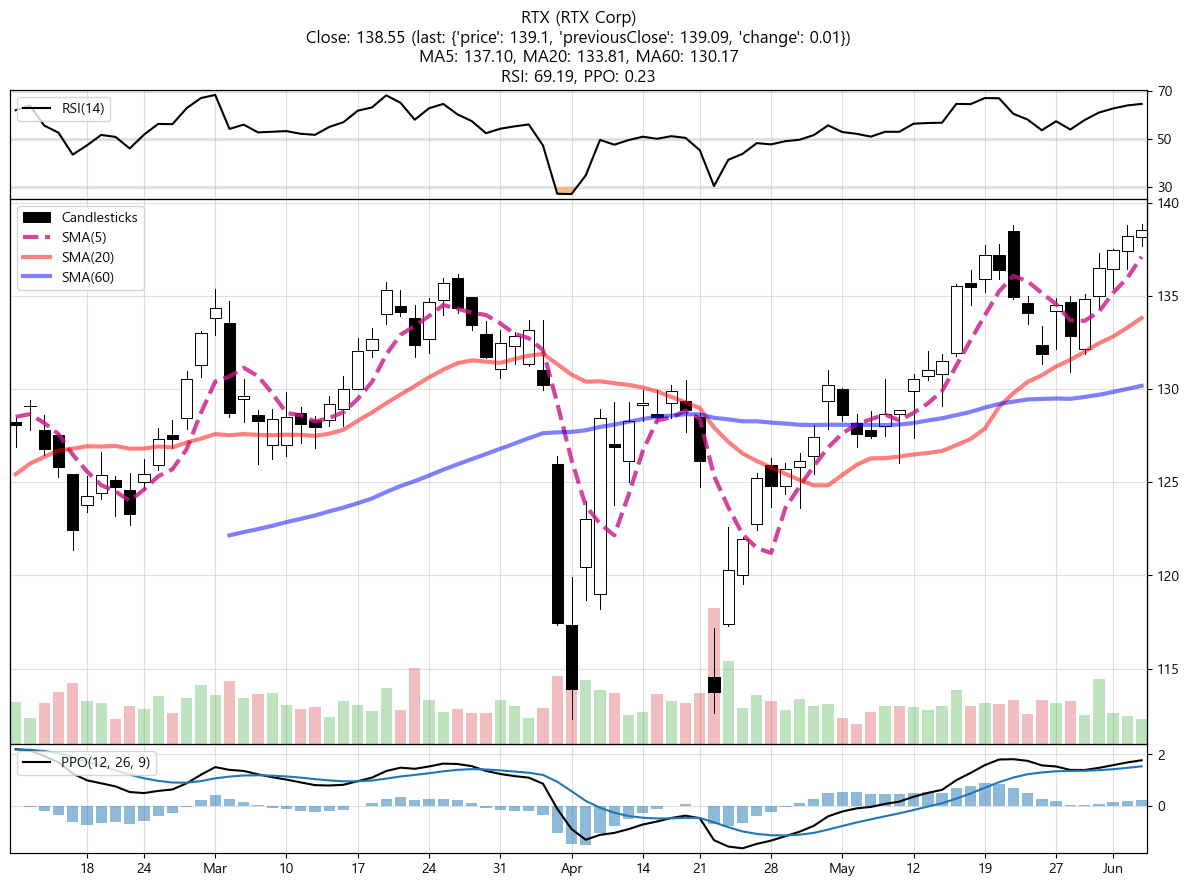 RTX (RTX Corp)
Close: 138.55 (last: {'price': 139.1, 'previousClose': 139.09, 'change': 0.01})
MA5: 137.10, MA20: 133.81, MA60: 130.17
RSI: 69.19, PPO: 0.23
RSI(14)
70
50
30
Candlesticks
SMA(5)
SMA(20)
SMA(60)
140
135
130
125
120
115
PPO(12, 26, 9)
2
0
18 24 Mar 10 17 24 31 Apr 14 21 28 May 12 19 27 Jun